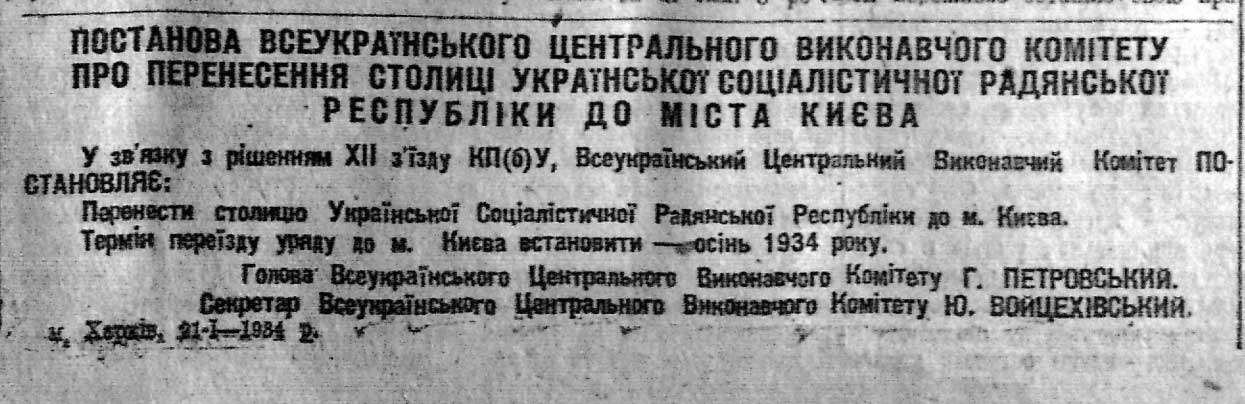 ПОСТАНОВА ВСЕУКРАЇНСЬКОГО ЦЕНТРАЛЬНОГО ВИКОНАВЧОГО КОМІТЕТУ
ПРО ПЕРЕНЕСЕННЯ СТОЛИЦІ УКРАЇНСЬКОЇ СОЦІАЛІСТИЧНОЇ РАДЯНСЬКОЇ
РЕСПУБЛІКИ ДО МІСТА КИЄВА
У зв'язку з рішенням XII з'їзду КП(б)У, Всеукраїнський Центральний Виконавчий Комітет ПО-
СТАНОВЛЯЄ:
Перенести столицю Української Соціалістичної Радянської Республіки до м. Києва.
Термін переїзду уряду до м. Києва встановити — осінь 1934 року.
Голова Всеукраїнського Центрального Виконавчого Комітету Г. ПЕТРОВСЬКИЙ.
Секретар Всеукраїнського Центрального Виконавчого Комітету Ю. ВОЙЦЕХІВСЬКИЙ.
м. Харків, 21-I—1934 р.